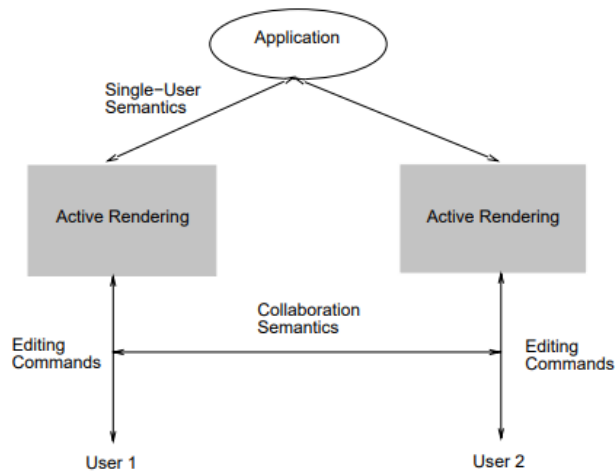 Application
Single−User
Semantics
Active Rendering
Active Rendering
Collaboration
Semantics
Editing
Commands
Editing
Commands
User 1
User 2